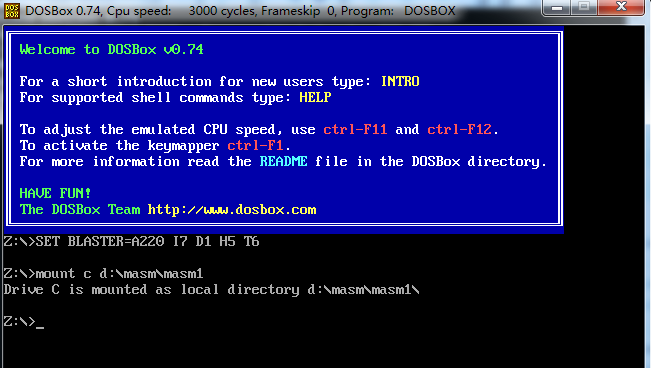 DOS
BOX
DOSBox 0.74, Cpu speed: 3000 cycles, Frameskip 0, Program: DOSBOX
Welcome to DOSBox v0.74
For a short introduction for new users type: INTRO
For supported shell commands type: HELP
To adjust the emulated CPU speed, use ctrl-F11 and ctrl-F12.
To activate the keymapper ctrl-F1.
For more information read the README file in the DOSBox directory.
HAVE FUN!
The DOSBox Team http://www.dosbox.com
Z:\>SET BLASTER=A220 I7 D1 H5 T6
Z:\>mount c d:\masm\masm1
Drive C is mounted as local directory d:\masm\masm1\
Z:\>_